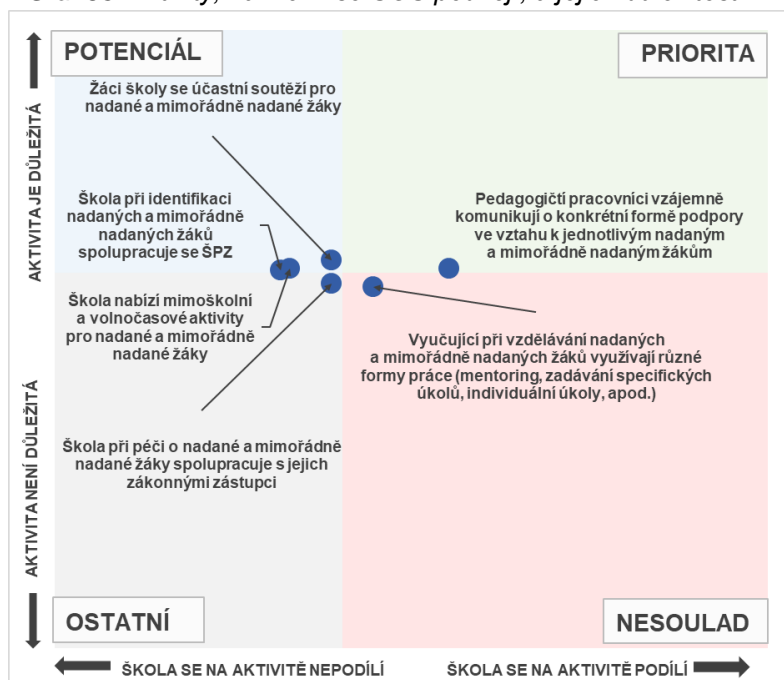 POTENCIÁL
PRIORITA
Žáci školy se účastní soutěží pro
nadané a mimořádně nadané žáky
Škola při identifikaci
nadaných a mimořádně
nadaných žáků
spolupracuje se ŠPZ
Pedagogičtí pracovníci vzájemně
komunikují o konkrétní formě podpory
ve vztahu k jednotlivým nadaným
a mimořádně nadaným žákům
Škola nabízí mimoškolní
a volnočasové aktivity
pro nadané a mimořádně
nadané žáky
Vyučující při vzdělávání nadaných
a mimořádně nadaných žáků využívají různé
formy práce (mentoring, zadávání specifických
úkolů, individuální úkoly, apod.)
Škola při péči o nadané a mimořádně
nadané žáky spolupracuje s jejich
zákonnými zástupci
AKTIVITA JE DŮLEŽITÁ
AKTIVITA NENÍ DŮLEŽITÁ
OSTATNÍ
NESOULAD
ŠKOLA SE NA AKTIVITĚ NEPODÍLÍ
ŠKOLA SE NA AKTIVITĚ PODÍLÍ